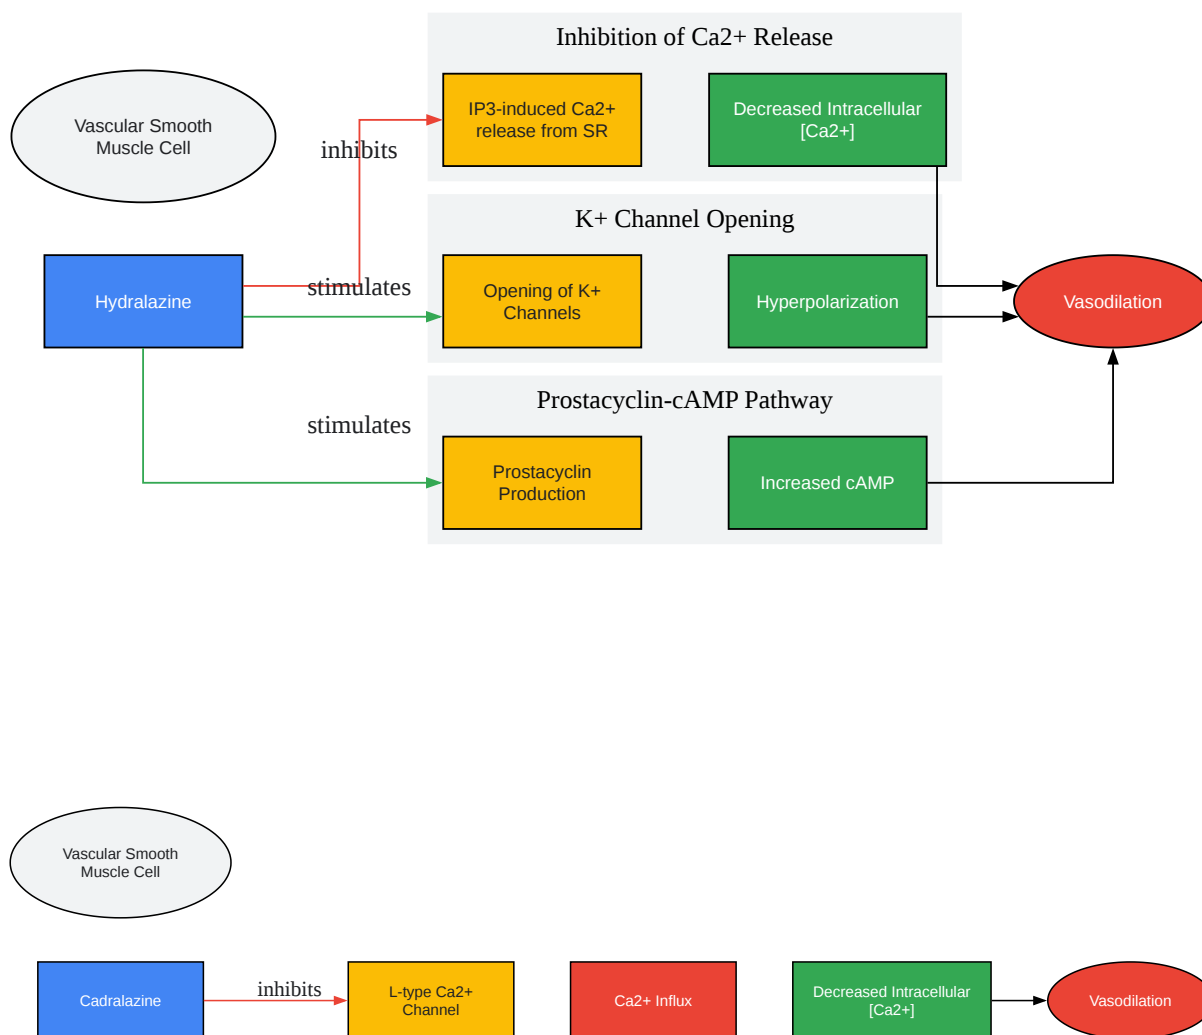 Inhibition of Ca2+ Release
Vascular Smooth
Muscle Cell
inhibits
IP3-induced Ca2+
release from SR
Decreased Intracellular
[Ca2+]
K+ Channel Opening
Hydralazine
stimulates
Opening of K+
Channels
Hyperpolarization
Vasodilation
Prostacyclin-cAMP Pathway
stimulates
Prostacyclin
Production
Increased cAMP
Vascular Smooth
Muscle Cell
Cadralazine
inhibits
L-type Ca2+
Channel
Ca2+ Influx
Decreased Intracellular
[Ca2+]
Vasodilation